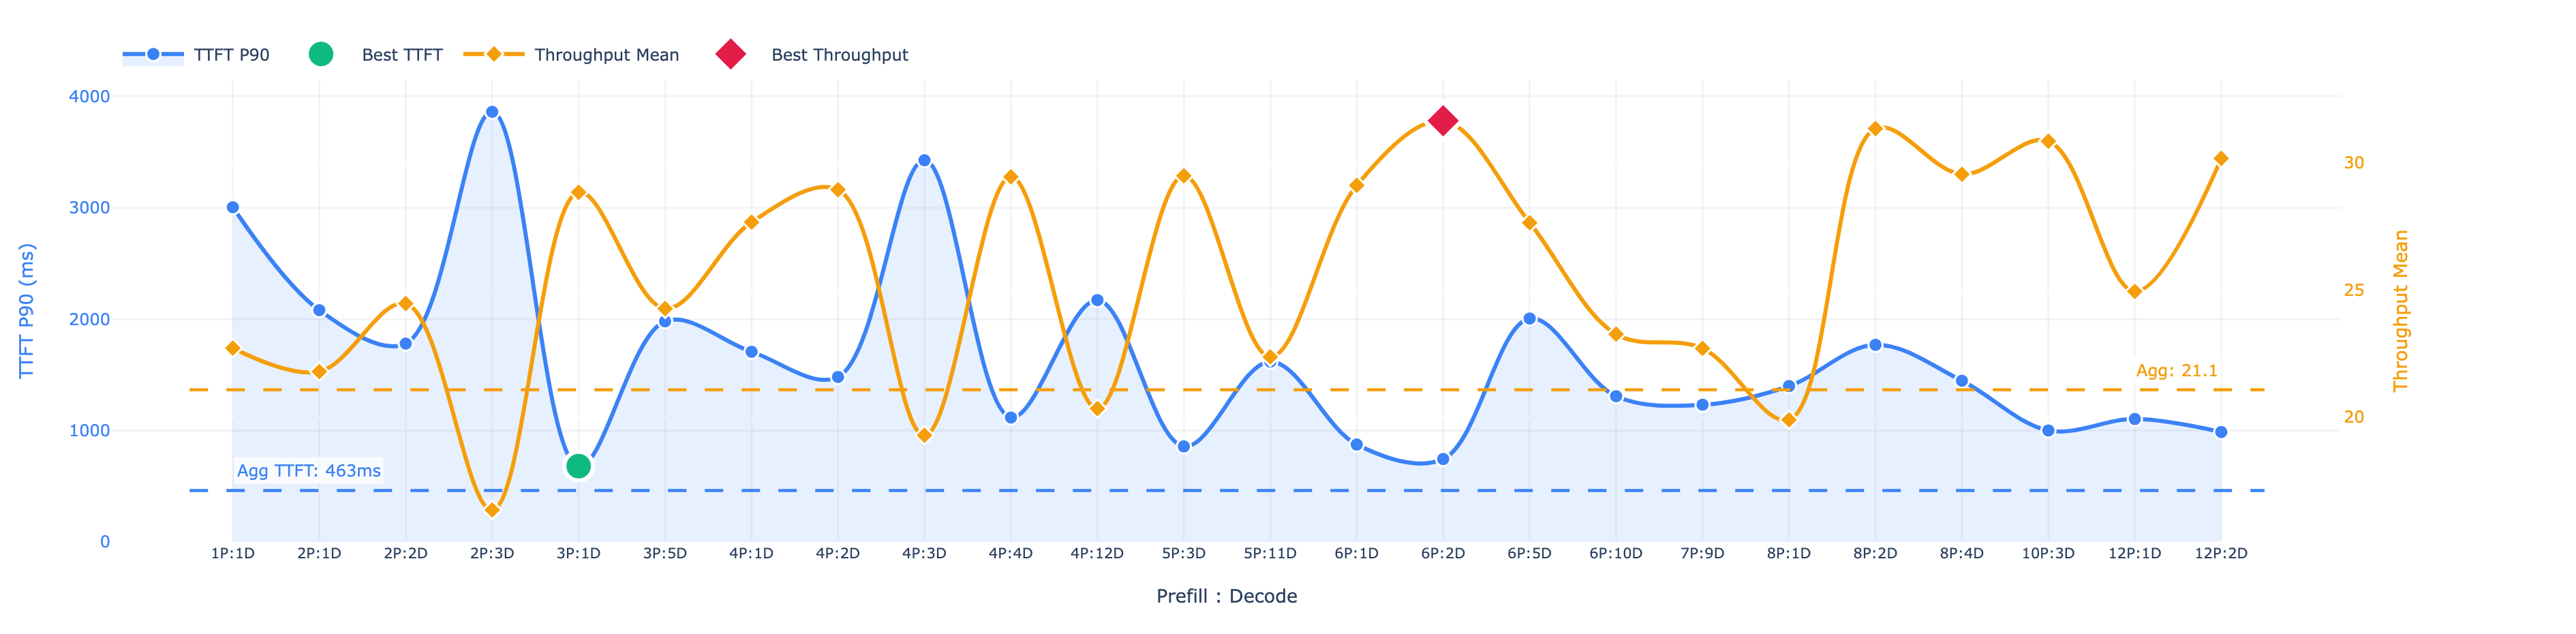 TTFT P90 Best TTFT Throughput Mean Best Throughput
4000
3000
2000
1000
0
TTFT P90 (ms)
30
25
20
Throughput Mean
Agg: 21.1
Agg TTFT: 463ms
1P:1D 2P:1D 2P:2D 2P:3D 3P:1D 3P:5D 4P:1D 4P:2D 4P:3D 4P:4D 4P:12D 5P:3D 5P:11D 6P:1D 6P:2D 6P:5D 6P:10D 7P:9D 8P:1D 8P:2D 8P:4D 10P:3D 12P:1D 12P:2D
Prefill : Decode